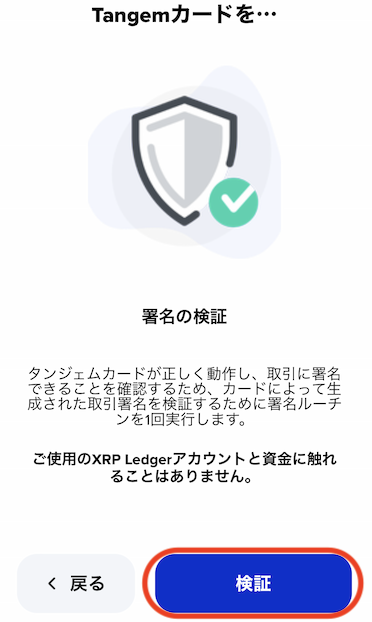 Tangemカードを…
署名の検証
タンジェムカードが正しく動作し、取引に署名
できることを確認するため、カードによって生
成された取引署名を検証するために署名ルーチ
ンを1回実行します。
ご使用のXRP Ledgerアカウントと資金に触れ
ることはありません。
戻る
検証